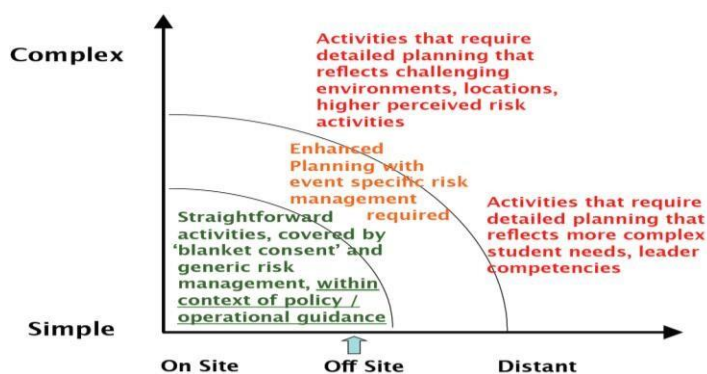 Complex
Activities that require
detailed planning that
reflects challenging
environments, locations,
higher perceived risk
activities
Enhanced
Planning with
event specific risk
management
required
Activities that require
detailed planning that
reflects more complex
student needs, leader
competencies
Straightforward
activities, covered by
‘blanket consent’ and
generic risk
management, within
context of policy /
operational guidance
Simple
On Site
Off Site
Distant